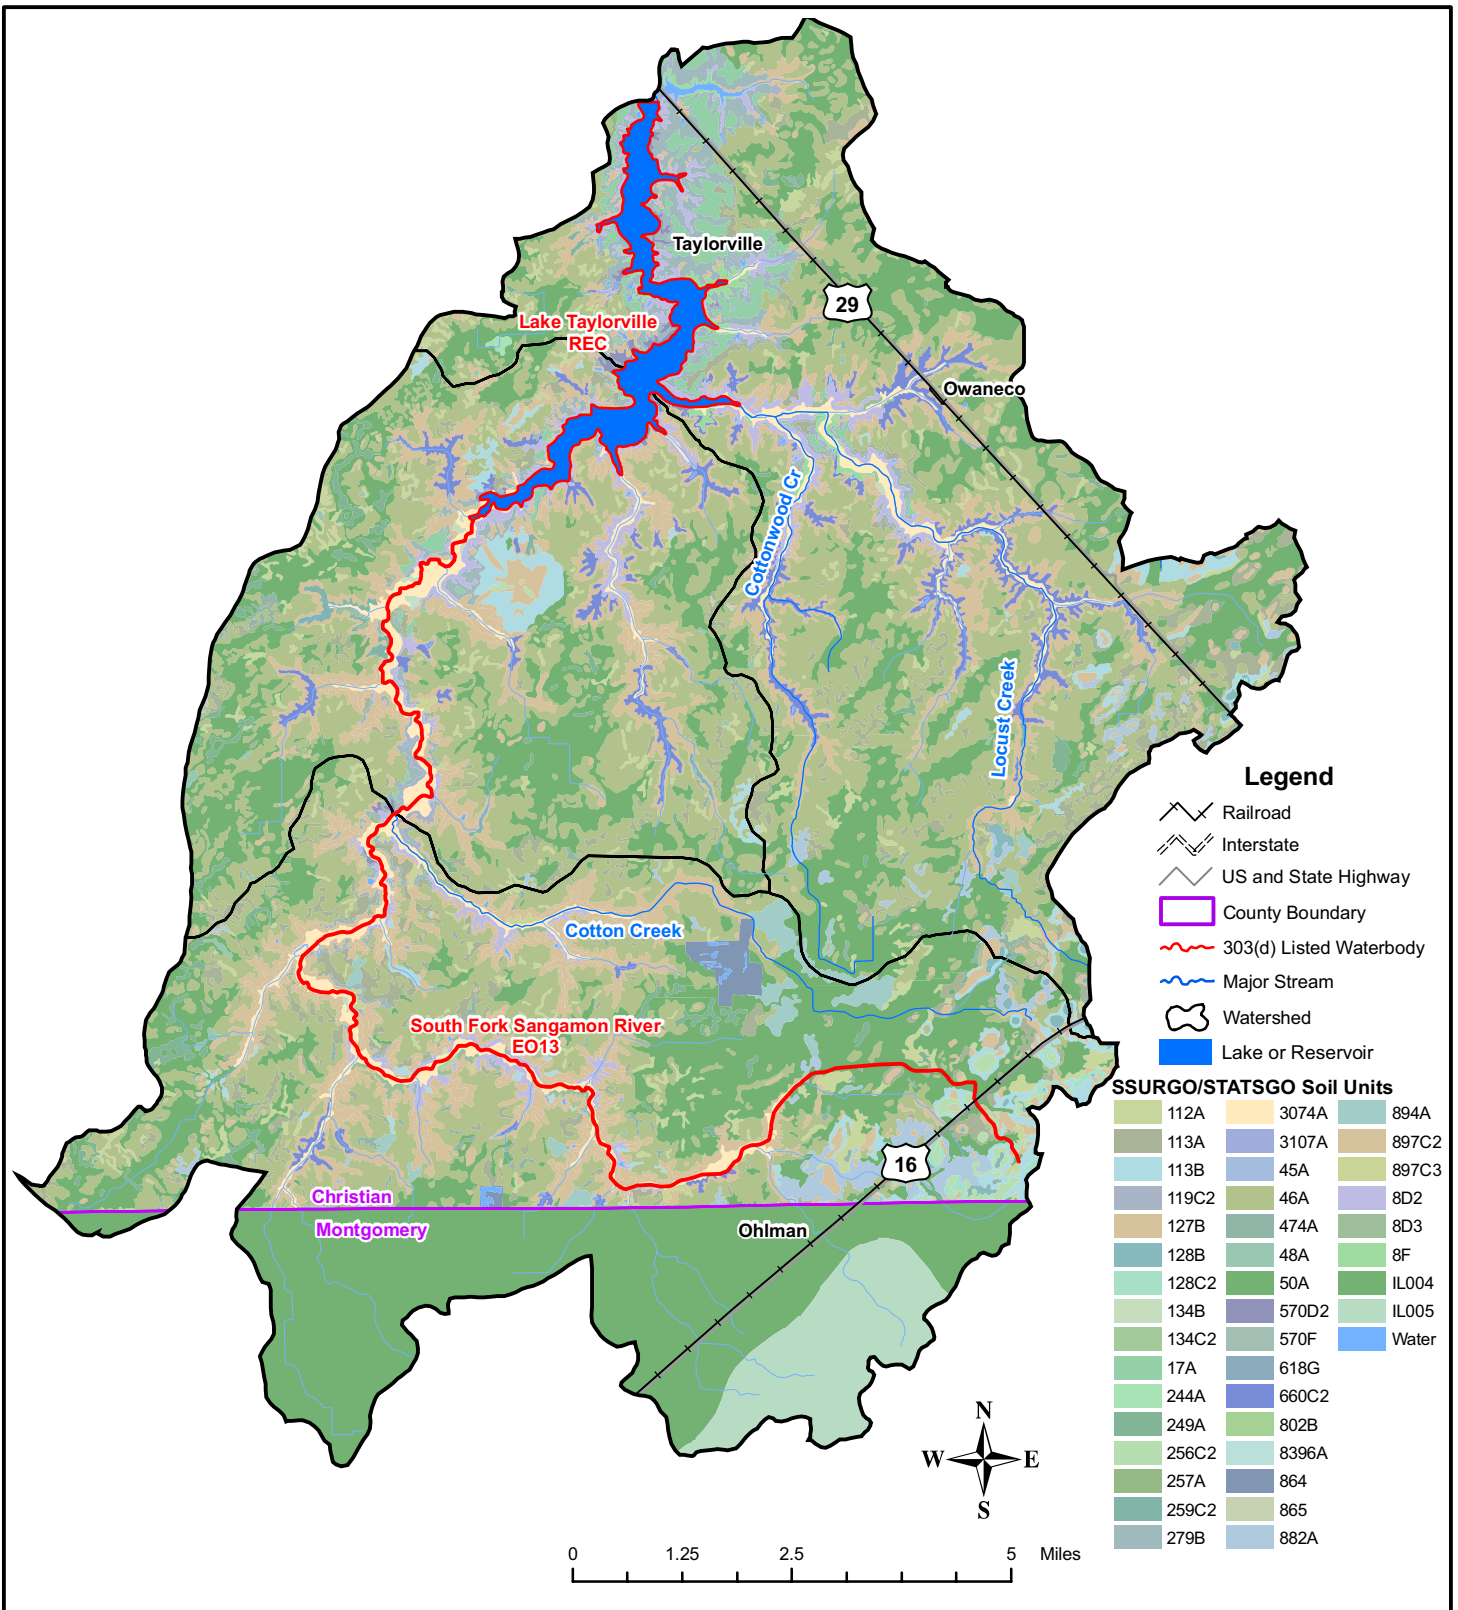 Taylorville
29
Lake Taylorville
REC
Owaneco
Cottonwood Cr
Locust Creek
Cotton Creek
South Fork Sangamon River
EO13
16
Christian
Montgomery
Ohlman
Legend
Railroad
Interstate
US and State Highway
County Boundary
303(d) Listed Waterbody
Major Stream
Watershed
Lake or Reservoir
SSURGO/STATSGO Soil Units
112A
113A
113B
119C2
127B
128B
128C2
134B
134C2
17A
244A
249A
256C2
257A
259C2
279B
3074A
3107A
45A
46A
474A
48A
50A
570D2
570F
618G
660C2
802B
8396A
864
865
882A
894A
897C2
897C3
8D2
8D3
8F
IL004
IL005
Water
N
W E
S
0 1.25 2.5 5 Miles